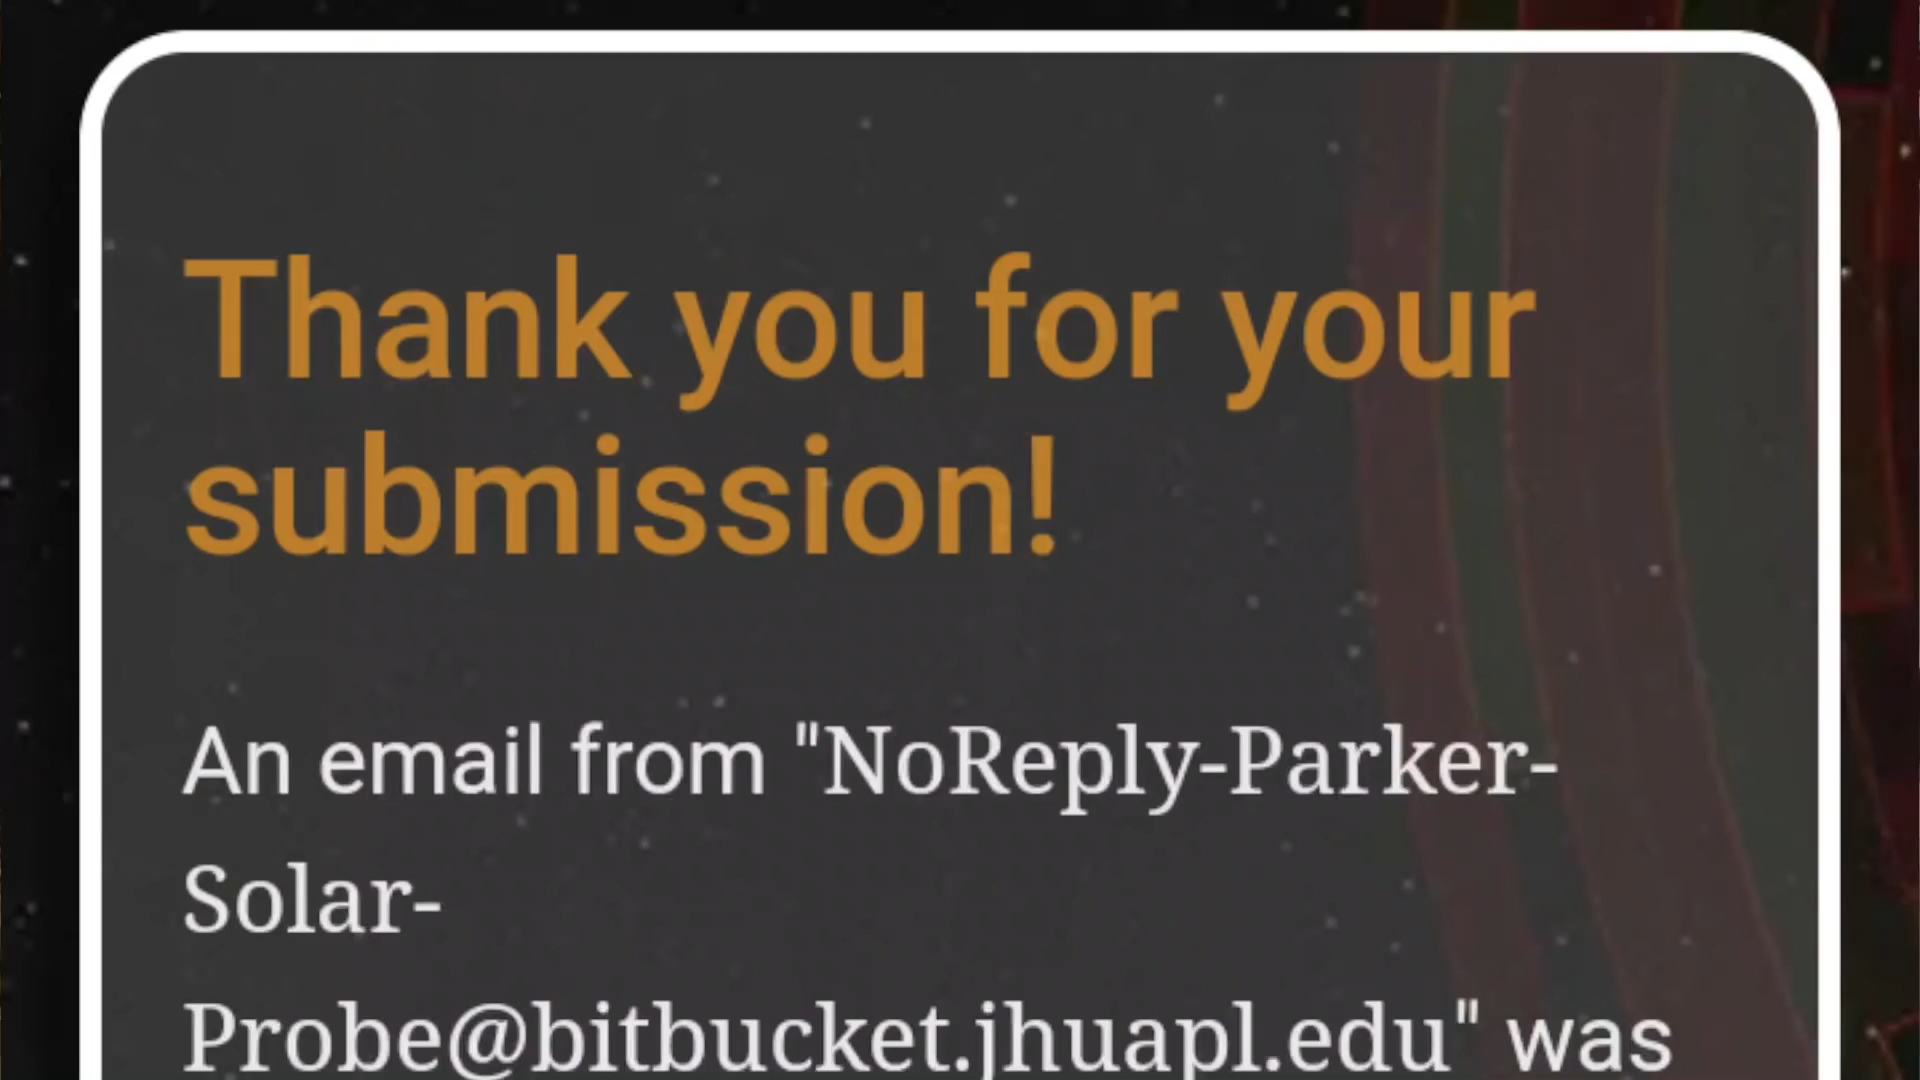 Thank you for your
submission!
An email from "NoReply-Parker-
Solar-
Probe@bitbucket.jhuapl.edu" was